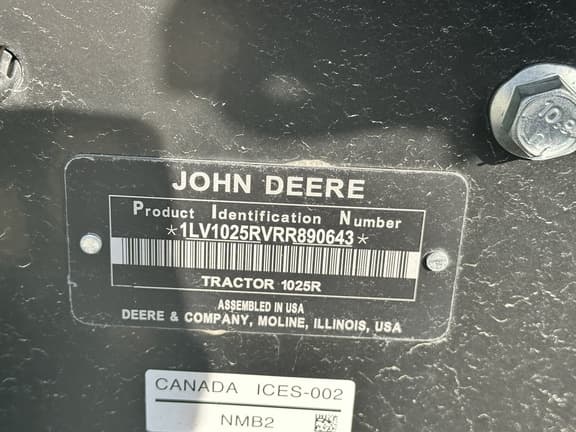 JOHN DEERE
Product Identification Number
*1LV1025RVRR890643*
TRACTOR 1025R
ASSEMBLED IN USA
DEERE & COMPANY, MOLINE, ILLINOIS, USA
CANADA ICES-002
NMB2